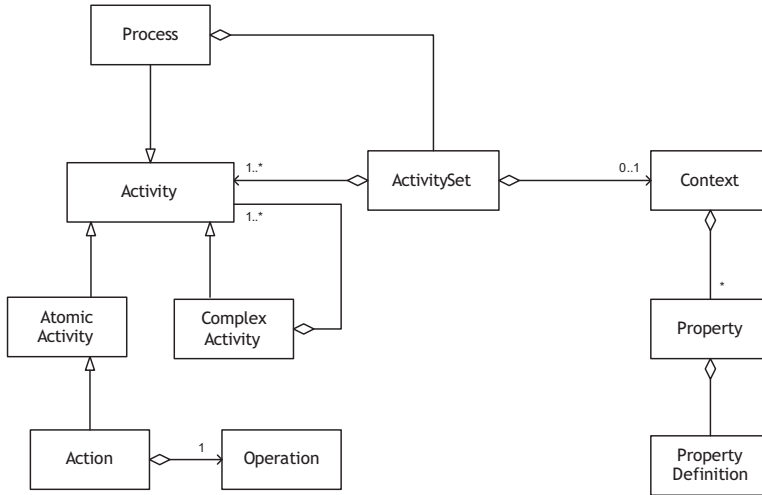 Process
1..*
Activity
ActivitySet
0..1
Context
1..*
Atomic
Activity
Complex
Activity
*
Property
Action
1
Operation
Property
Definition